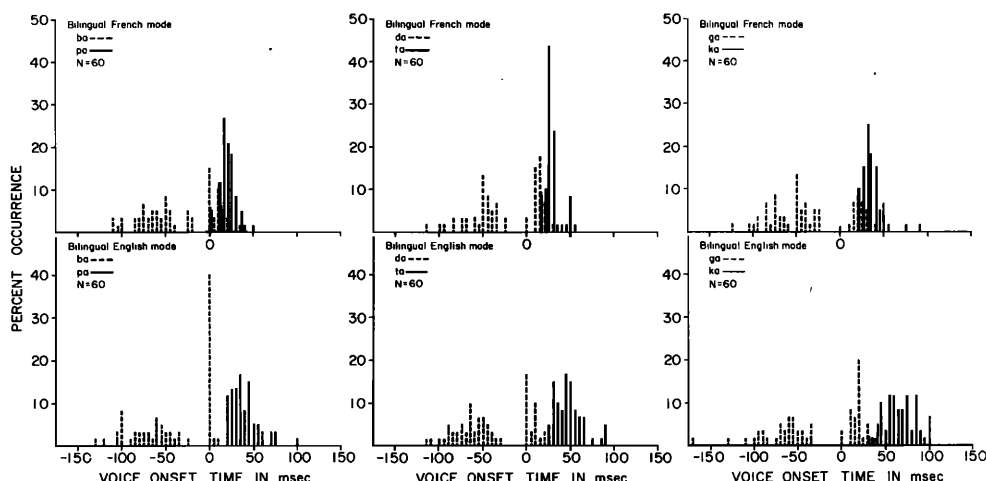 PERCENT OCCURRENCE
50
40
30
20
10
Bilingual French mode
ba
pa
N=60
0
50
40
30
20
10
Bilingual French mode
da
ta
N=60
0
50
40
30
20
10
Bilingual French mode
ga
ka
N=60
0
40
30
20
10
Bilingual English mode
ba
pa
N=60
-150 -100 -50 0 50 100 150
VOICE ONSET TIME IN msec
40
30
20
10
Bilingual English mode
da
ta
N=60
-150 -100 -50 0 50 100 150
VOICE ONSET TIME IN msec
40
30
20
10
Bilingual English mode
ga
ka
N=60
-150 -100 -50 0 50 100 150
VOICE ONSET TIME IN msec